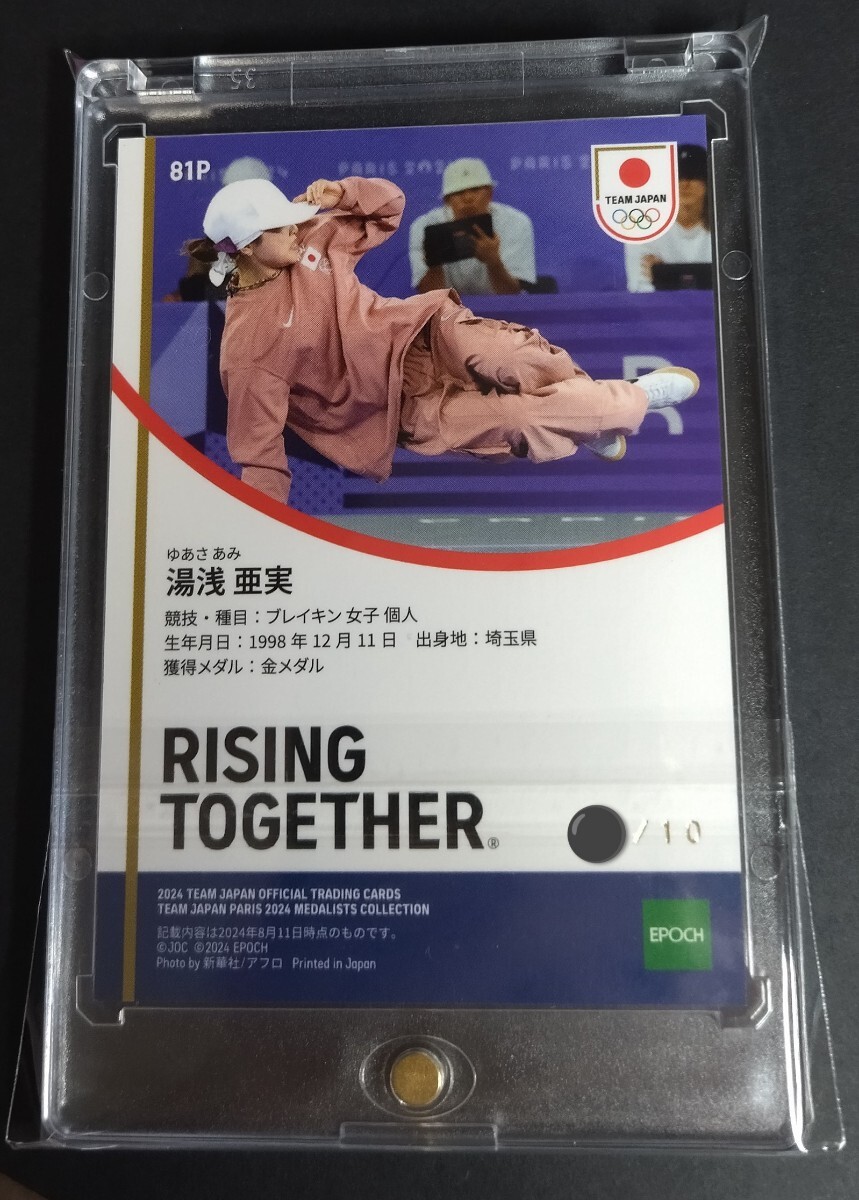 35
81P
PARIS 2024
PARIS 2
TEAM JAPAN
ゆあさ あみ
湯浅 亜実
競技・種目：ブレイキン 女子 個人
生年月日：1998 年 12 月 11 日　出身地：埼玉県
獲得メダル：金メダル
RISING
TOGETHER®
/10
2024 TEAM JAPAN OFFICIAL TRADING CARDS
TEAM JAPAN PARIS 2024 MEDALISTS COLLECTION
記載内容は2024年8月11日時点のものです。
©JOC ©2024 EPOCH
Photo by 新華社/アフロ Printed in Japan
EPOCH